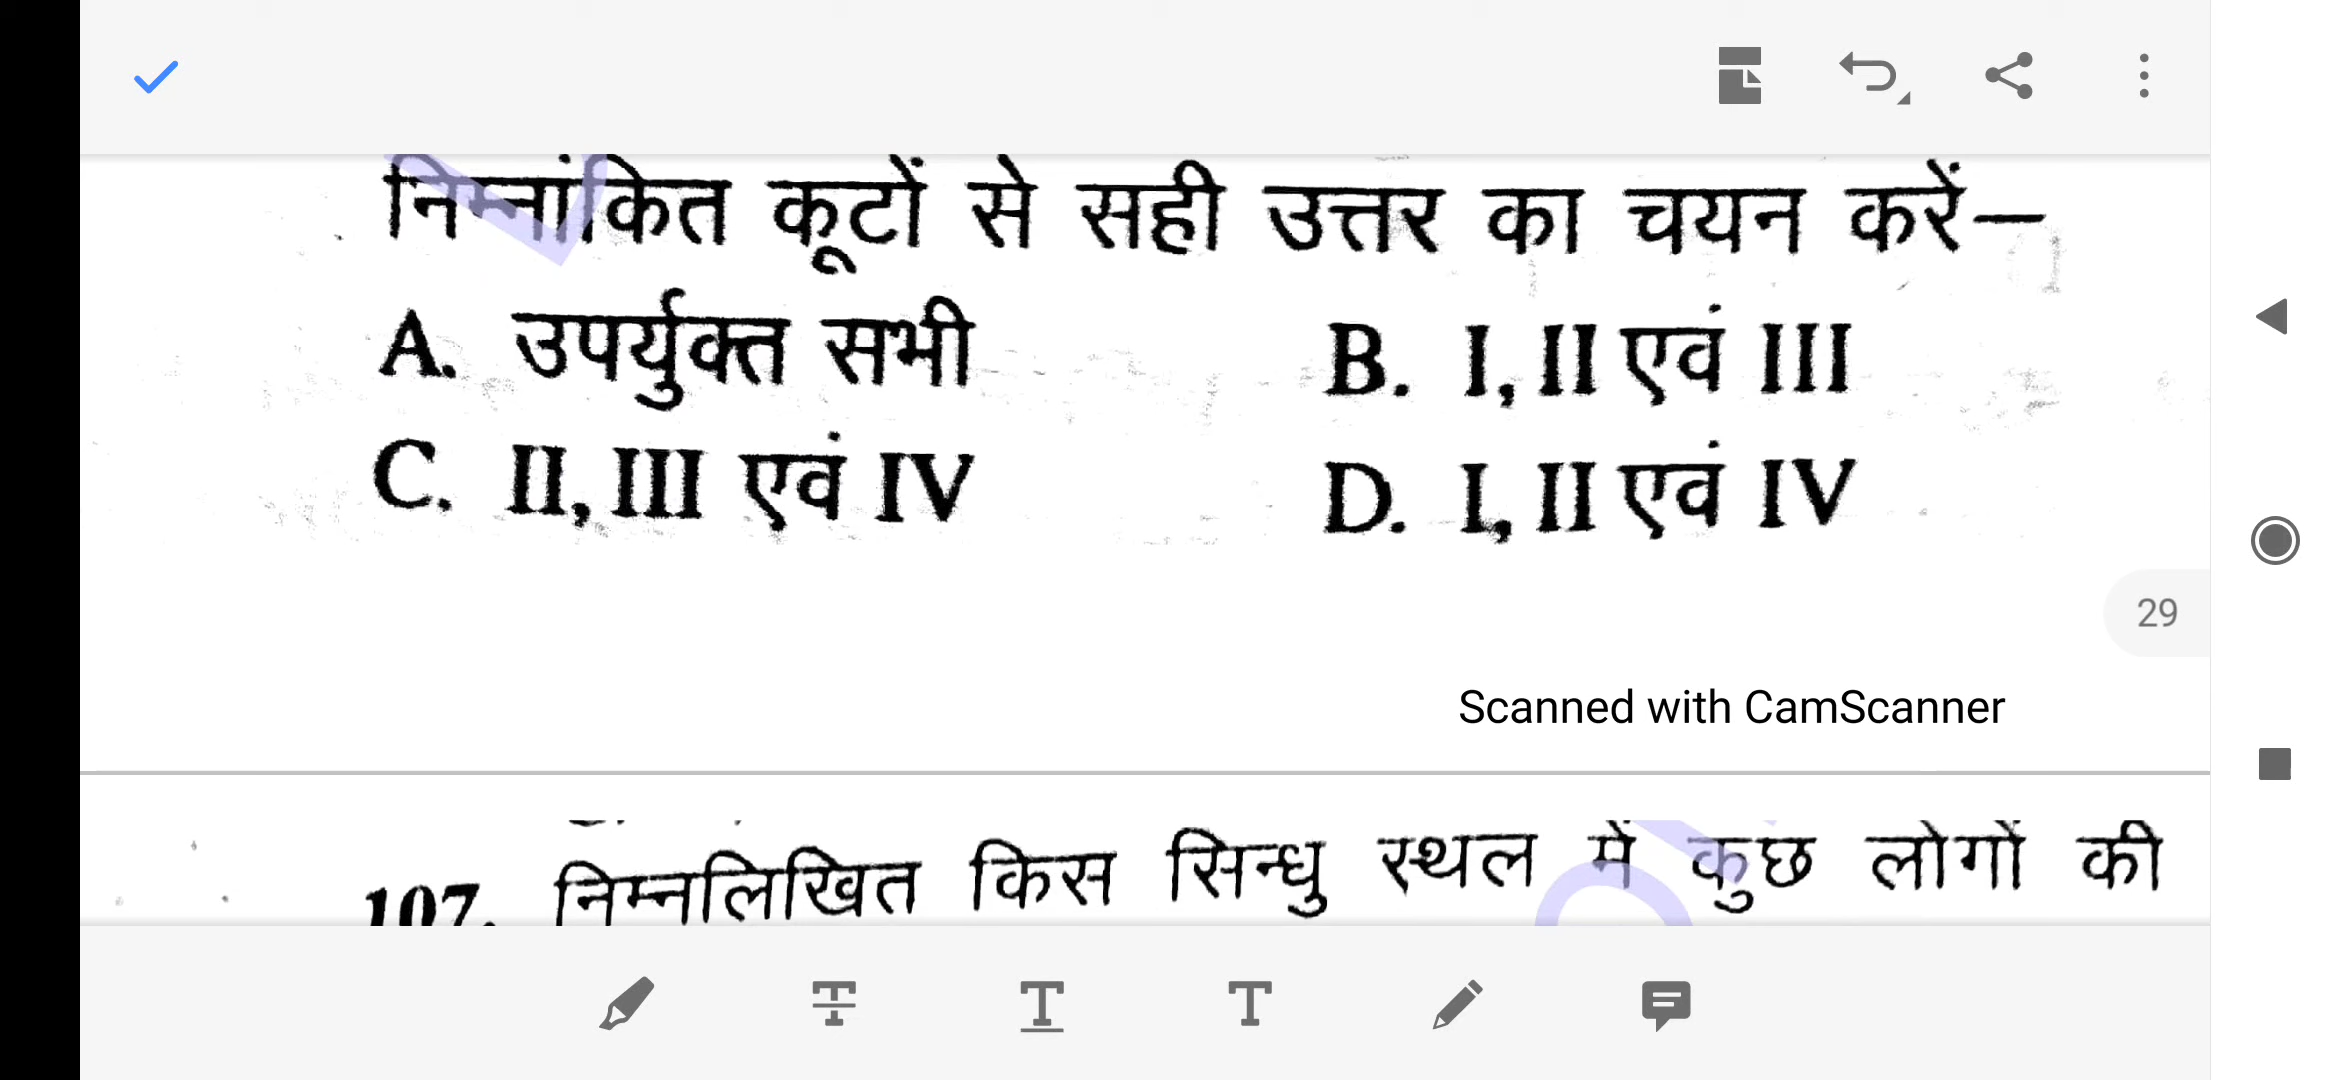 निम्नांकित कूटों से सही उत्तर का चयन करें—
A. उपर्युक्त सभी B. I, II एवं III
C. II, III एवं IV D. I, II एवं IV
29
Scanned with CamScanner
107. निम्नलिखित किस सिन्धु स्थल में कुछ लोगों की